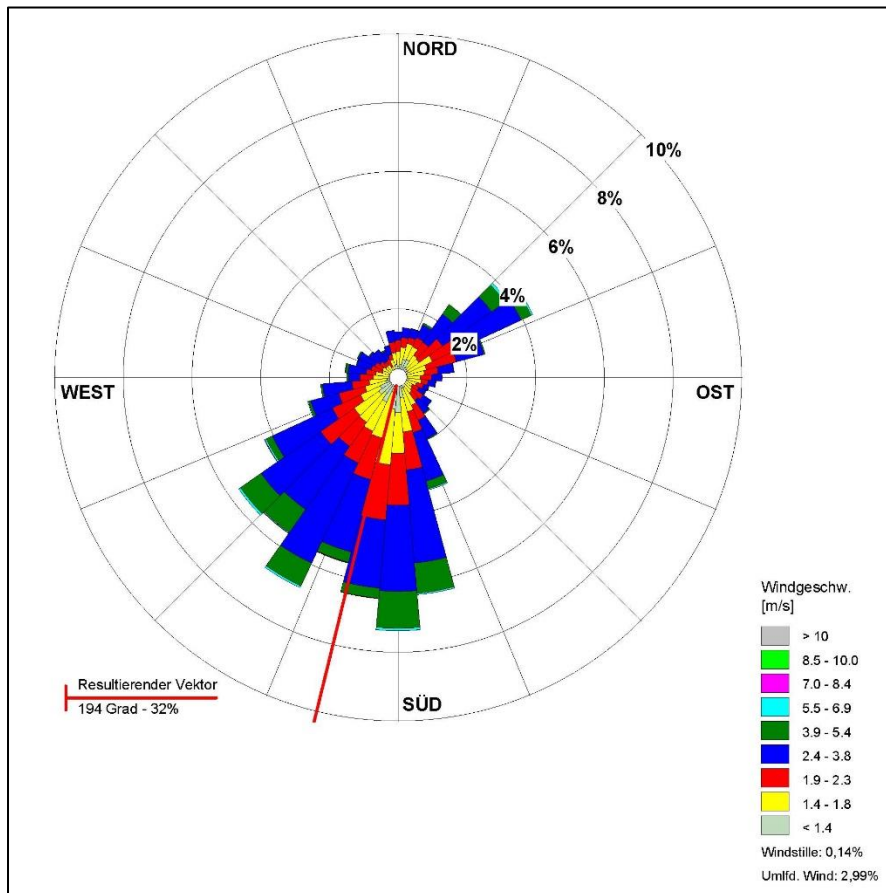 NORD
10%
8%
6%
4%
2%
WEST
OST
SÜD
Resultierender Vektor
194 Grad - 32%
Windgeschw.
[m/s]
> 10
8.5 - 10.0
7.0 - 8.4
5.5 - 6.9
3.9 - 5.4
2.4 - 3.8
1.9 - 2.3
1.4 - 1.8
< 1.4
Windstille: 0,14%
Umlfd. Wind: 2,99%